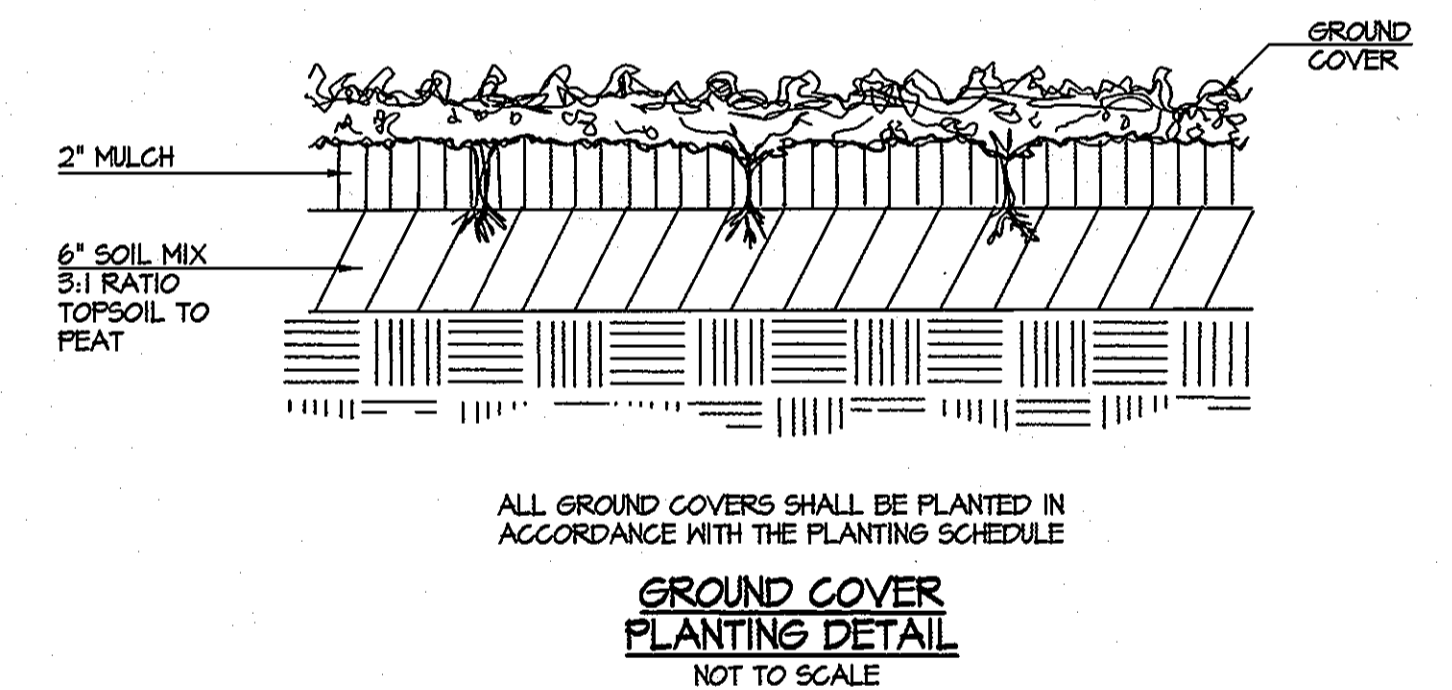 GROUND
COVER
2" MULCH
6" SOIL MIX
3:1 RATIO
TOPSOIL TO
PEAT
ALL GROUND COVERS SHALL BE PLANTED IN
ACCORDANCE WITH THE PLANTING SCHEDULE
GROUND COVER
PLANTING DETAIL
NOT TO SCALE